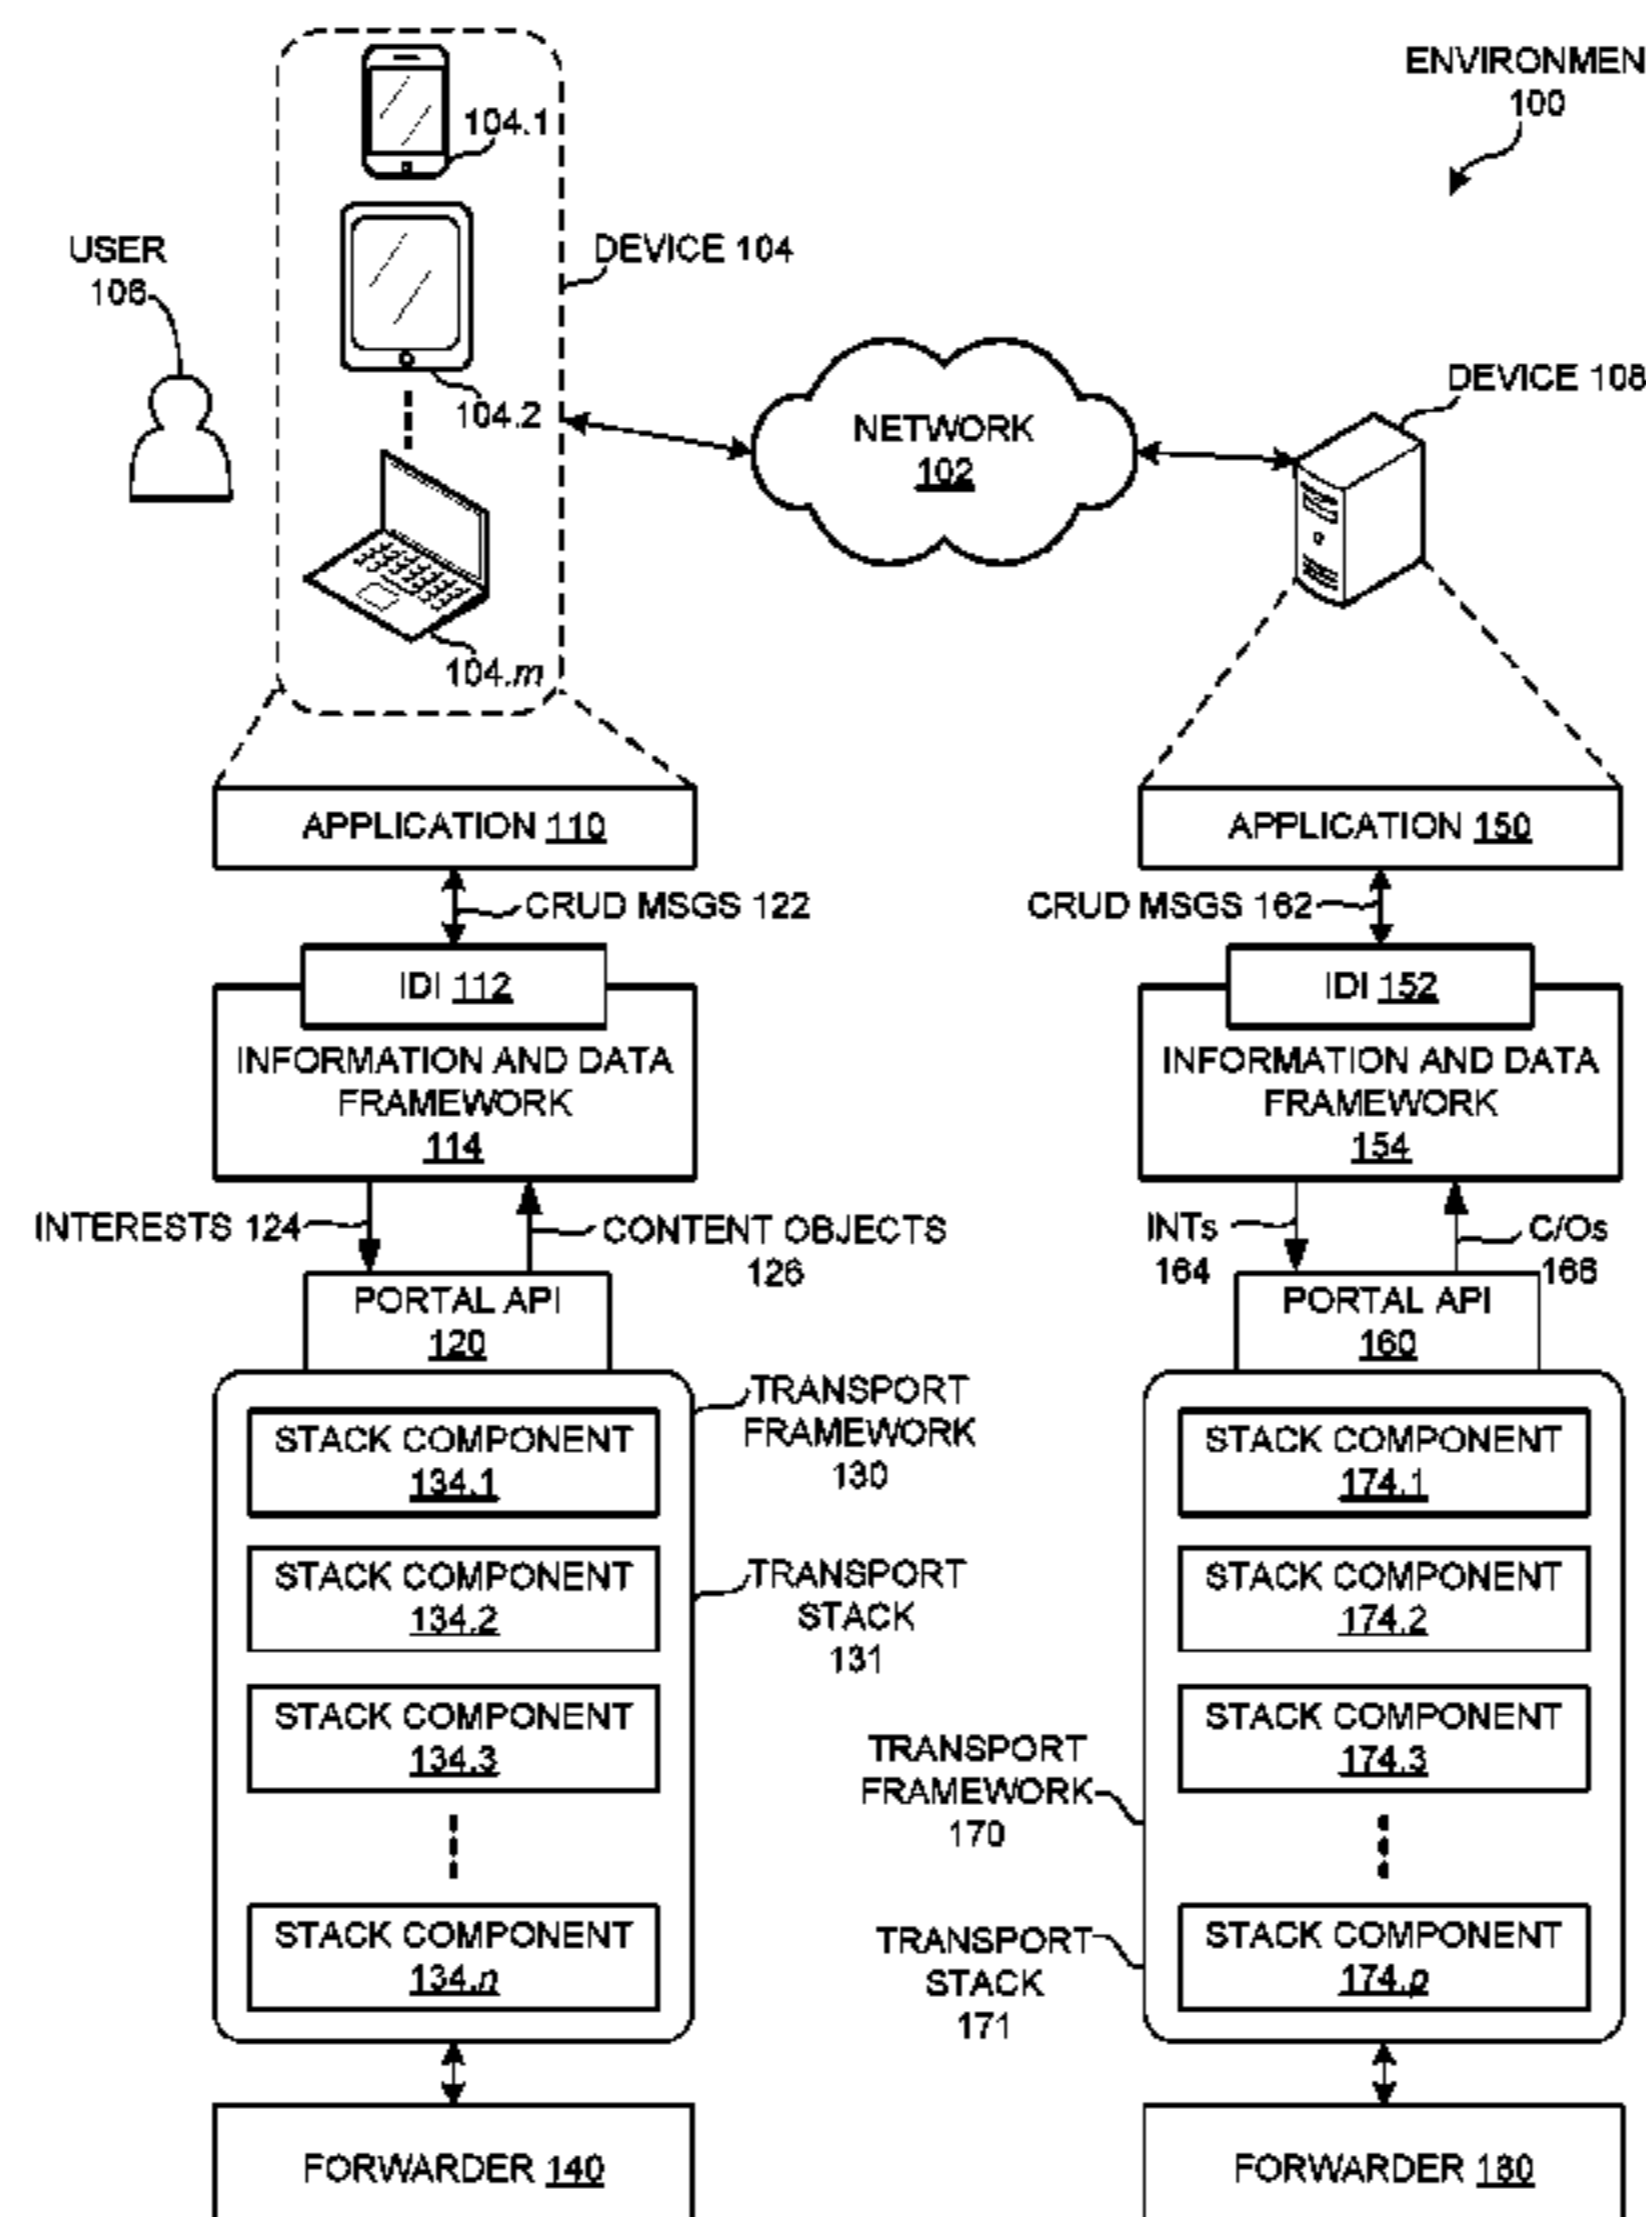 ENVIRONMEN
100
104.1
USER
106
DEVICE 104
104.2
NETWORK
102
DEVICE 108
104.m
APPLICATION 110
APPLICATION 150
CRUD MSGS 122
CRUD MSGS 162
IDI 112
IDI 152
INFORMATION AND DATA
FRAMEWORK
114
INFORMATION AND DATA
FRAMEWORK
154
INTERESTS 124
CONTENT OBJECTS
126
INTs
164
C/Os
166
PORTAL API
120
PORTAL API
160
TRANSPORT
FRAMEWORK
130
STACK COMPONENT
134.1
STACK COMPONENT
174.1
STACK COMPONENT
134.2
TRANSPORT
STACK
131
STACK COMPONENT
174.2
STACK COMPONENT
134.3
TRANSPORT
FRAMEWORK
170
STACK COMPONENT
174.3
STACK COMPONENT
134.n
TRANSPORT
STACK
171
STACK COMPONENT
174.p
FORWARDER 140
FORWARDER 180